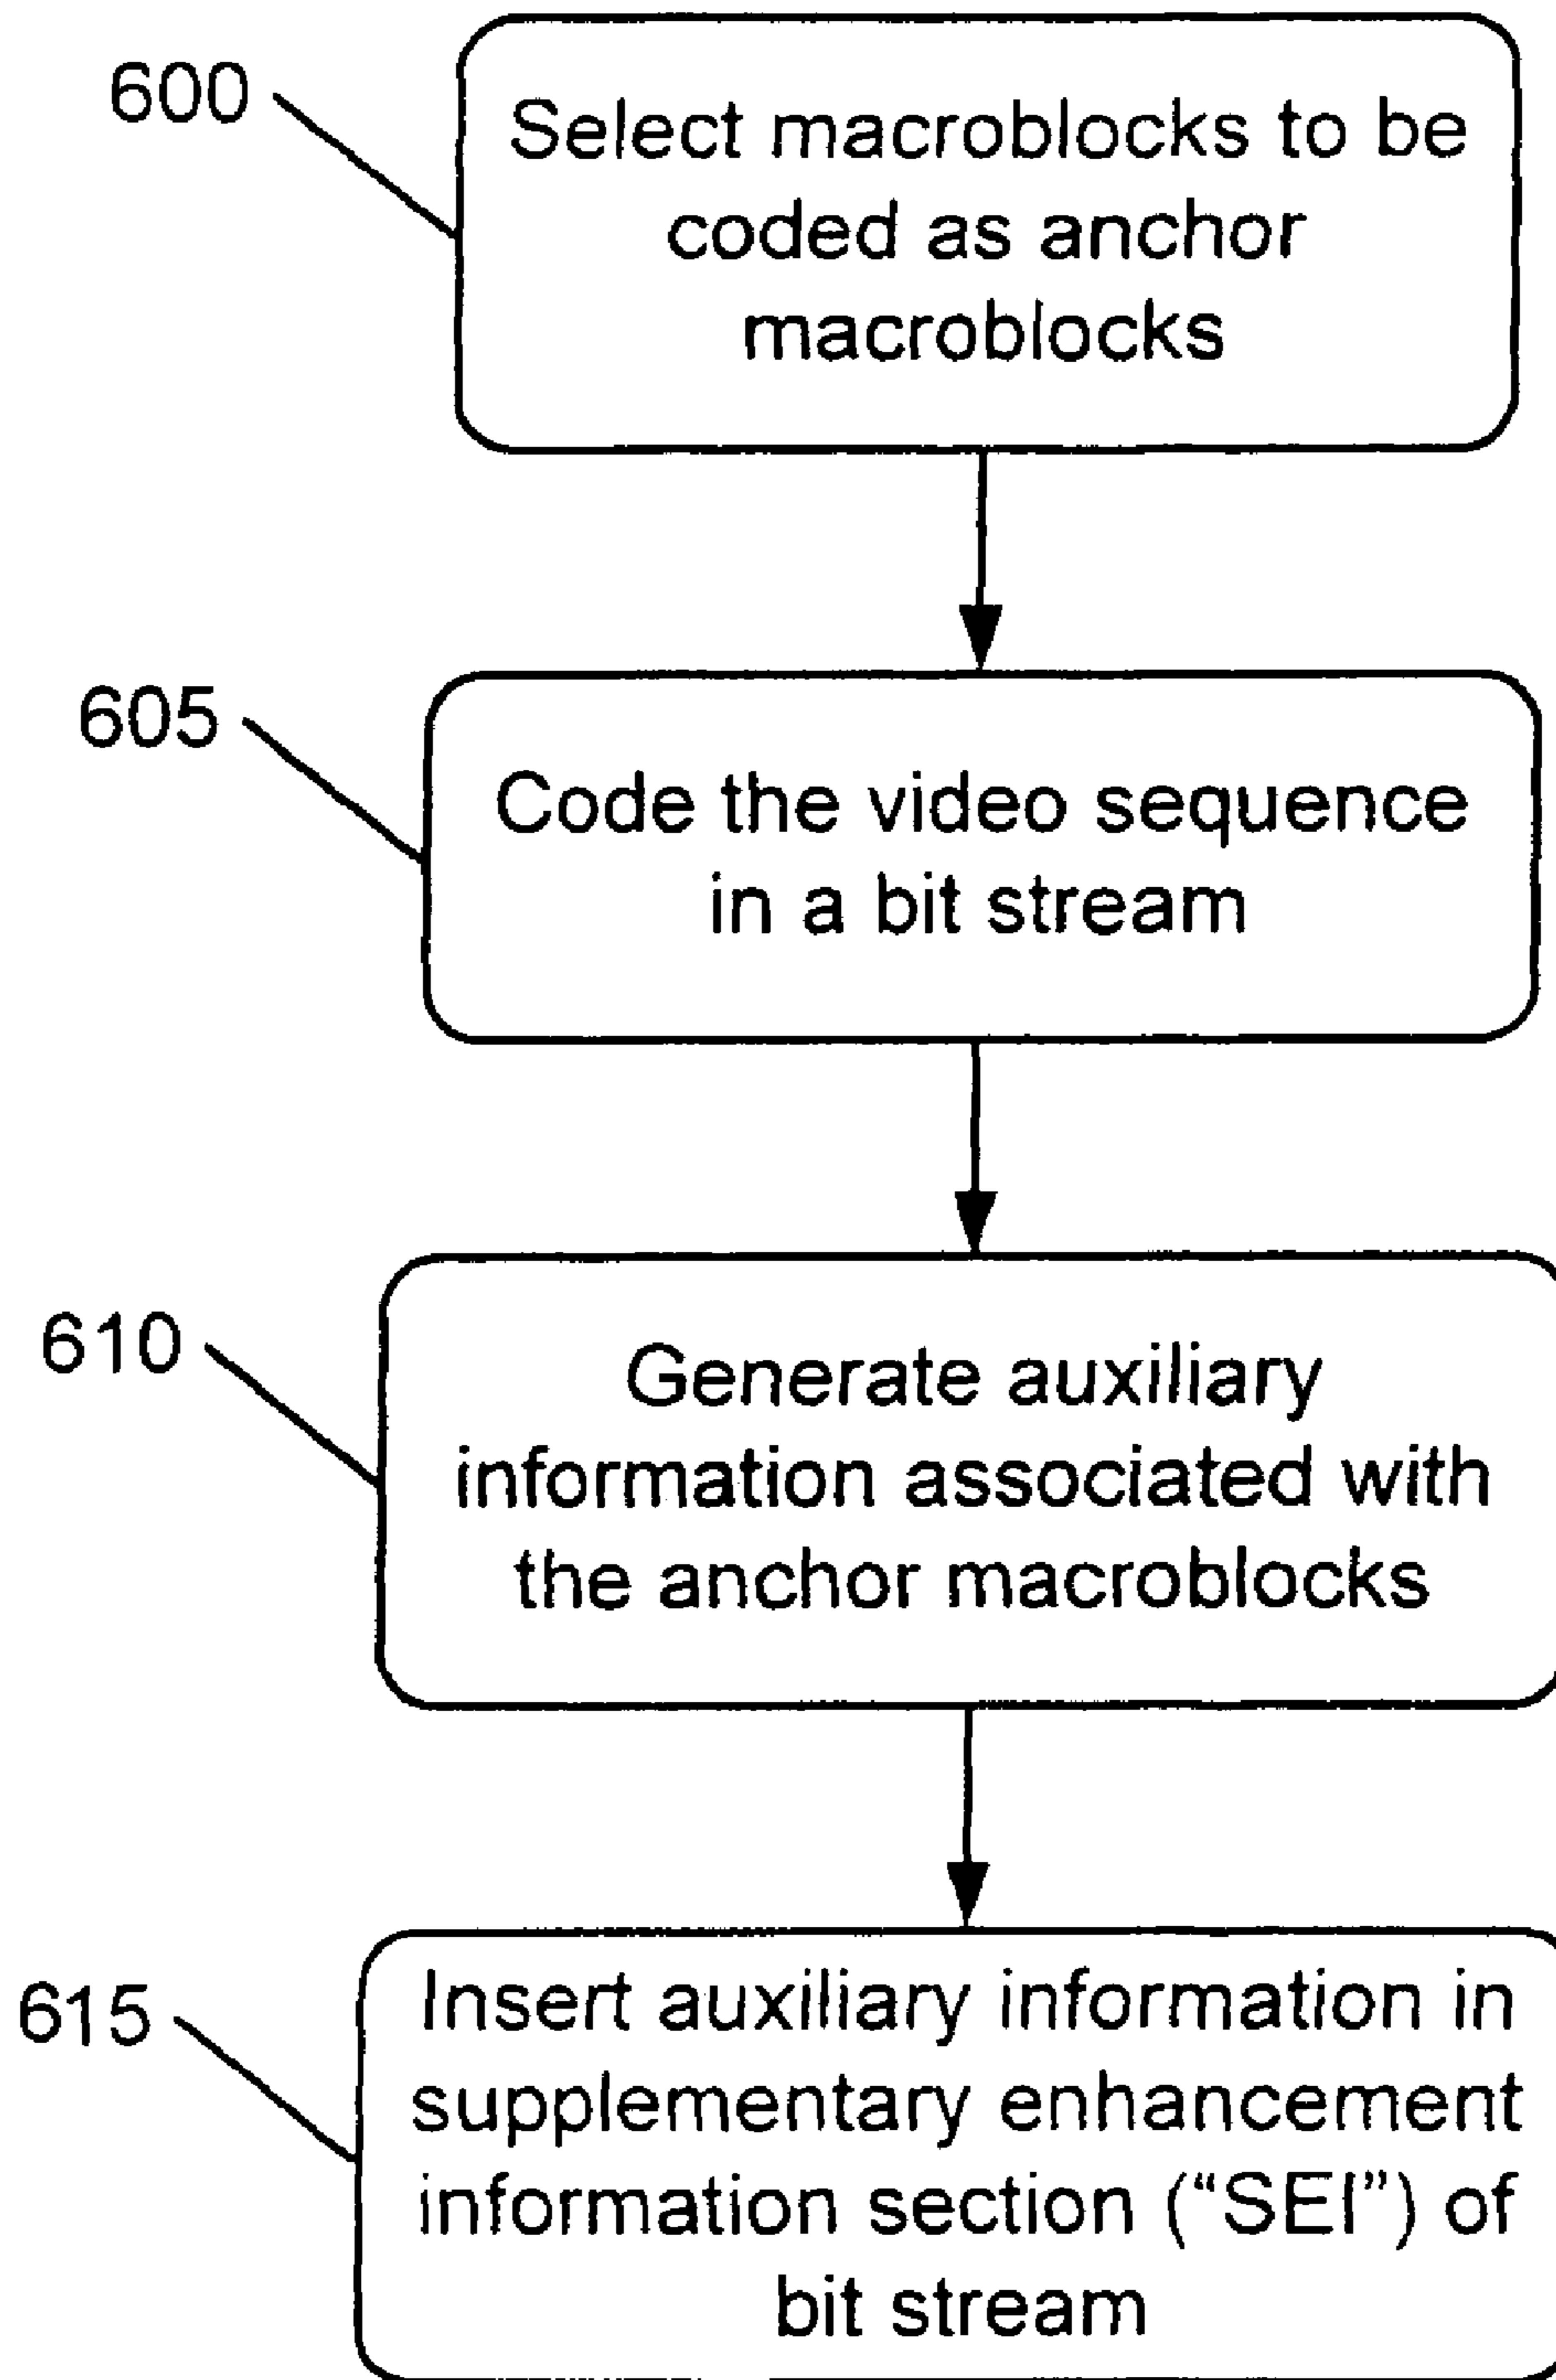 600
Select macroblocks to be
coded as anchor
macroblocks
605
Code the video sequence
in a bit stream
610
Generate auxiliary
information associated with
the anchor macroblocks
615
Insert auxiliary information in
supplementary enhancement
information section (“SEI”) of
bit stream